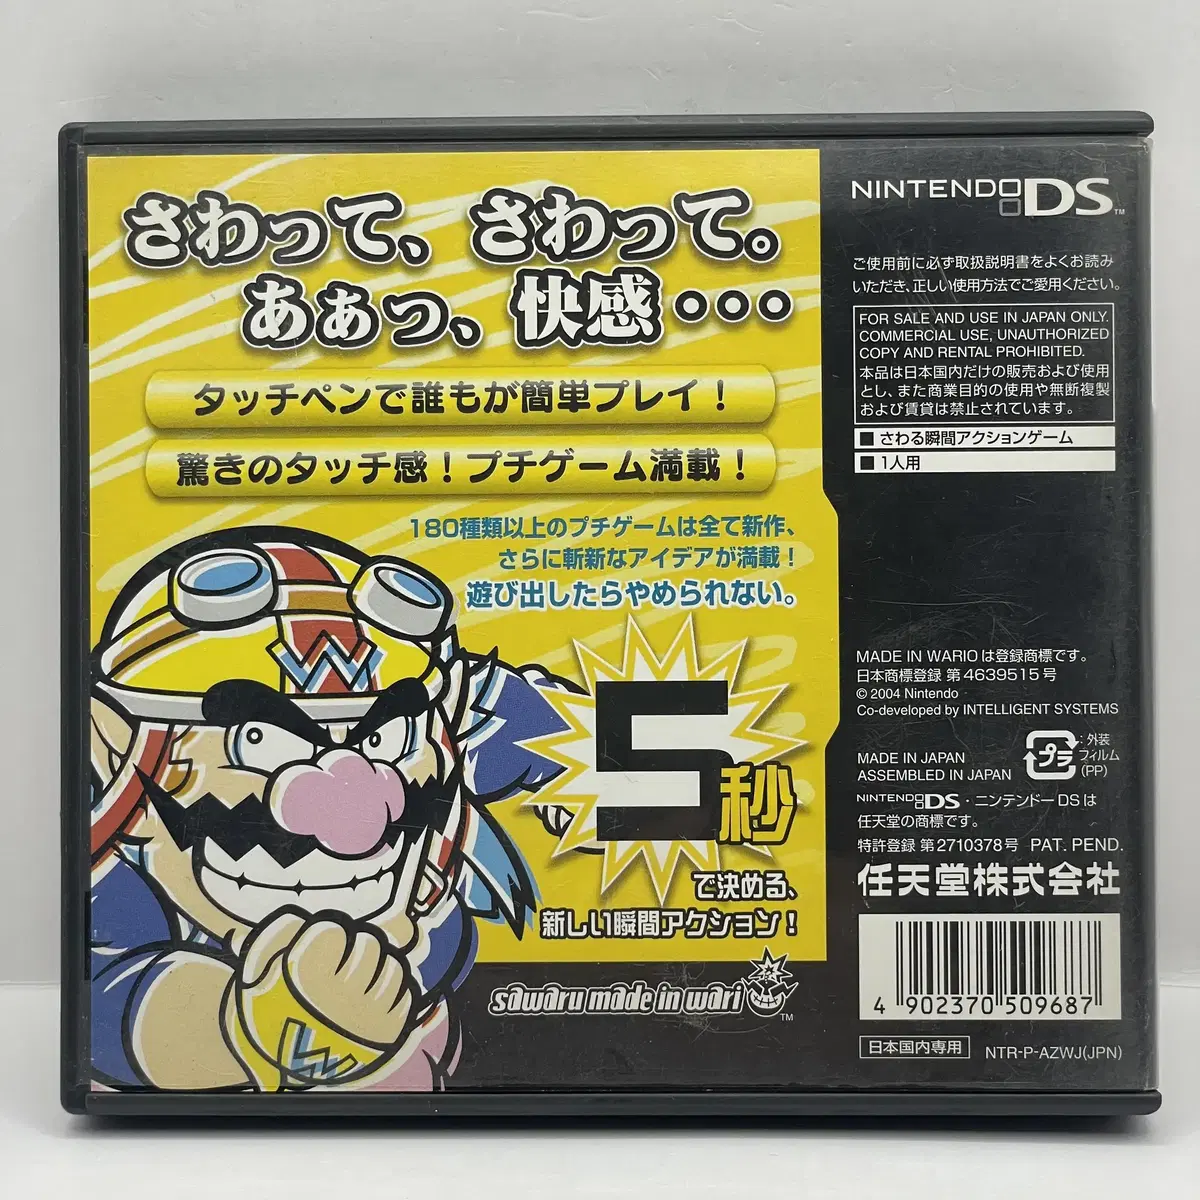 さわって、さわって。
あぁっ、快感・・・
タッチペンで誰もが簡単プレイ！
驚きのタッチ感！プチゲーム満載！
180種類以上のプチゲームは全て新作、
さらに斬新なアイデアが満載！
遊び出したらやめられない。
5秒
で決める、
新しい瞬間アクション！
W
W
sawaru made in wario
TM
NINTENDO DS TM
ご使用前に必ず取扱説明書をよくお読み
いただき、正しい使用方法でご愛用ください。
FOR SALE AND USE IN JAPAN ONLY.
COMMERCIAL USE, UNAUTHORIZED
COPY AND RENTAL PROHIBITED.
本品は日本国内だけの販売および使用
とし、また商業目的の使用や無断複製
および賃貸は禁止されています。
■ さわる瞬間アクションゲーム
■ 1人用
MADE IN WARIOは登録商標です。
日本商標登録 第4639515号
© 2004 Nintendo
Co-developed by INTELLIGENT SYSTEMS
MADE IN JAPAN
ASSEMBLED IN JAPAN
プラ :外装
フィルム
(PP)
NINTENDO DS・ニンテンドーDSは
任天堂の商標です。
特許登録 第2710378号 PAT. PEND.
任天堂株式会社
4 902370 509687
日本国内専用 NTR-P-AZWJ(JPN)